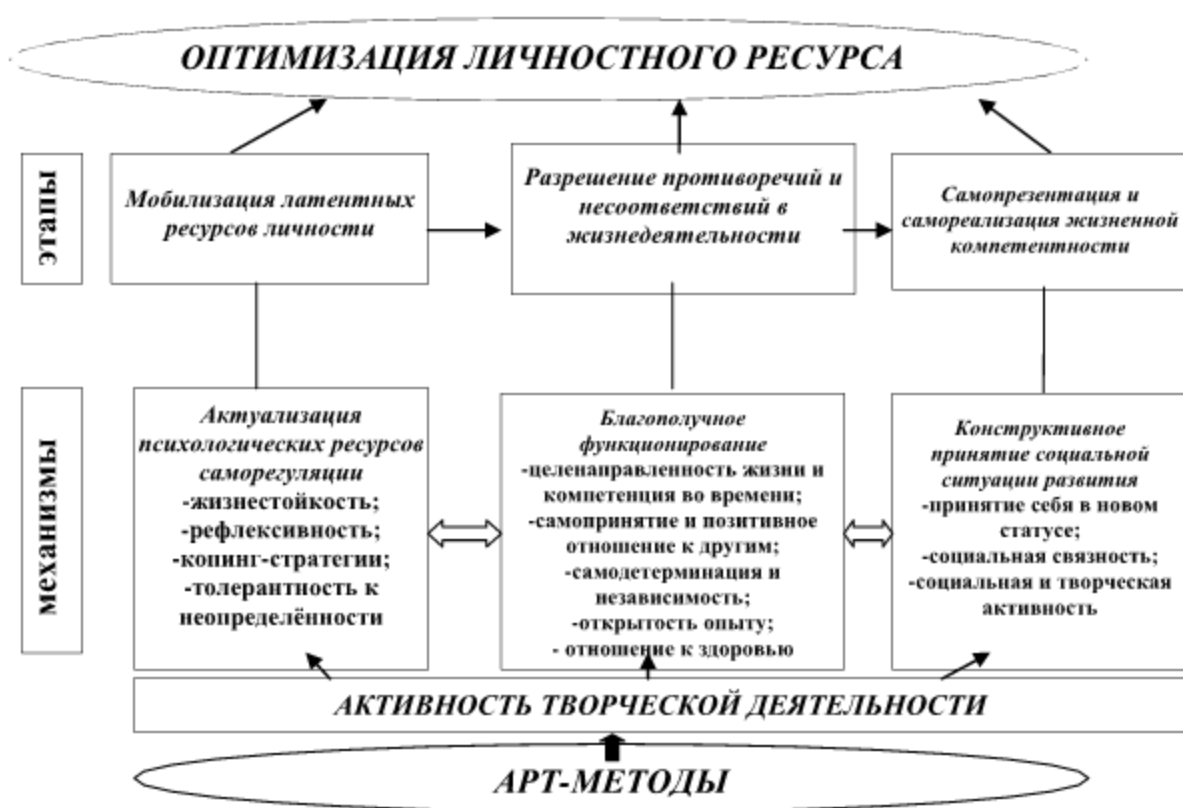 ОПТИМИЗАЦИЯ ЛИЧНОСТНОГО РЕСУРСА
этапы
Мобилизация латентных
ресурсов личности
Разрешение противоречий и
несоответствий в
жизнедеятельности
Самопрезентация и
самореализация жизненной
компетентности
механизмы
Актуализация
психологических ресурсов
саморегуляции
-жизнестойкость;
-рефлексивность;
-копинг-стратегии;
-толерантность к
неопределённости
Благополучное
функционирование
-целенаправленность жизни и
компетенция во времени;
-самопринятие и позитивное
отношение к другим;
-самодетерминация и
независимость;
-открытость опыту;
- отношение к здоровью
Конструктивное
принятие социальной
ситуации развития
-принятие себя в новом
статусе;
-социальная связность;
-социальная и творческая
активность
АКТИВНОСТЬ ТВОРЧЕСКОЙ ДЕЯТЕЛЬНОСТИ
АРТ-МЕТОДЫ